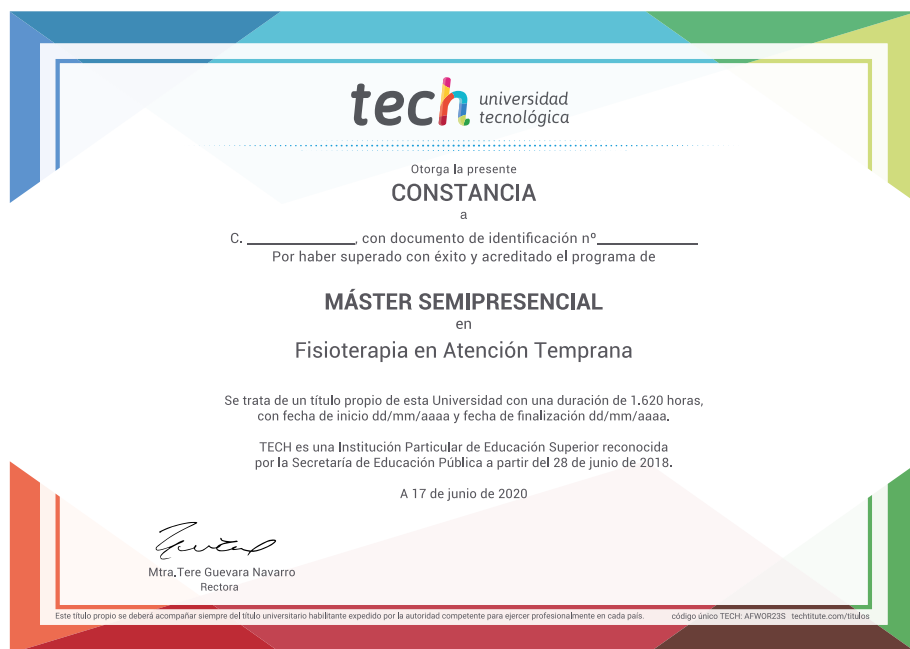 tech universidad
tecnológica
Otorga la presente
CONSTANCIA
a
C. ____________, con documento de identificación nº____________
Por haber superado con éxito y acreditado el programa de
MÁSTER SEMIPRESENCIAL
en
Fisioterapia en Atención Temprana
Se trata de un título propio de esta Universidad con una duración de 1.620 horas,
con fecha de inicio dd/mm/aaaa y fecha de finalización dd/mm/aaaa.
TECH es una Institución Particular de Educación Superior reconocida
por la Secretaría de Educación Pública a partir del 28 de junio de 2018.
A 17 de junio de 2020
Mtra.Tere Guevara Navarro
Rectora
Este título propio se deberá acompañar siempre del título universitario habilitante expedido por la autoridad competente para ejercer profesionalmente en cada país. código único TECH: AFWOR23S techtitute.com/titulos